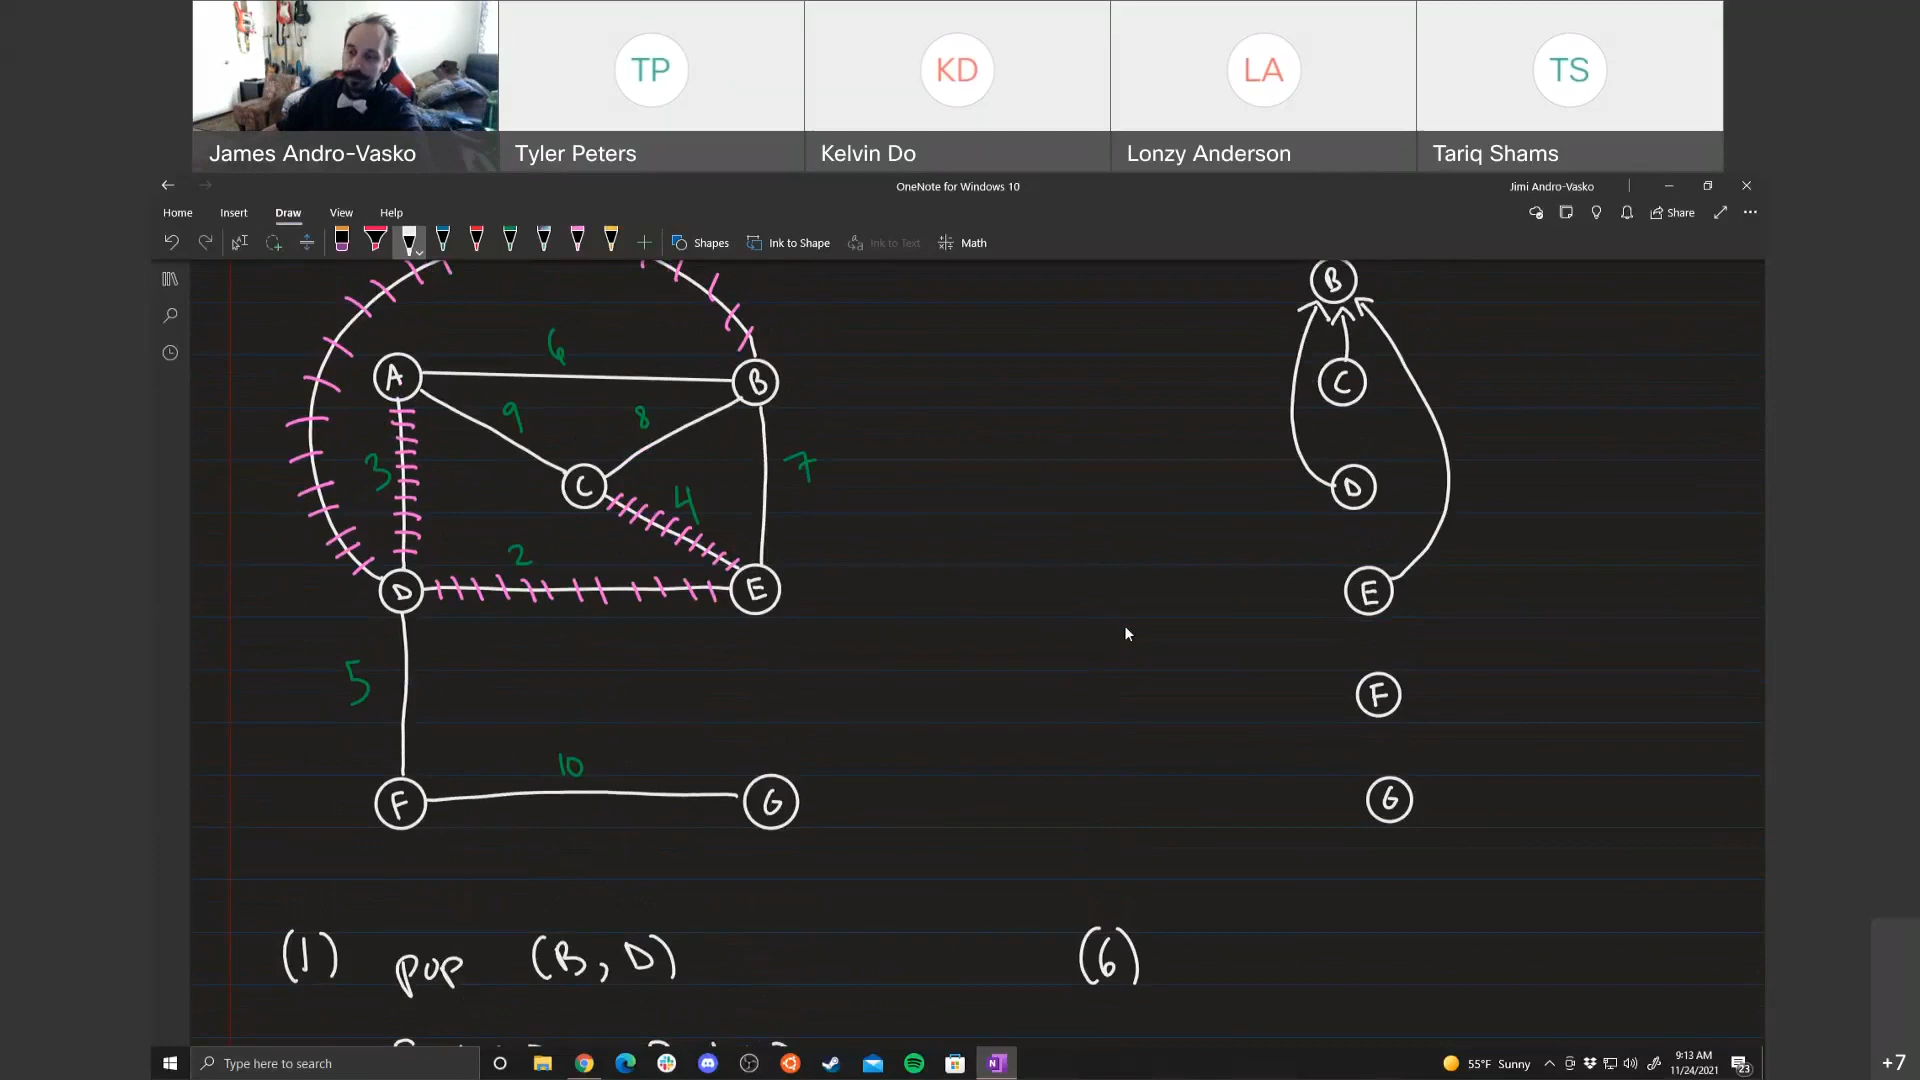 TP
KD
LA
TS
James Andro-Vasko
Tyler Peters
Kelvin Do
Lonzy Anderson
Tariq Shams
OneNote for Windows 10
Jimi Andro-Vasko
Home
Insert
Draw
View
Help
Share
Shapes
Ink to Shape
Ink to Text
Math
B
6
A
B
9
8
C
3
C
4
7
D
2
D
E
E
5
F
10
F
G
G
(1) pop (B, D)
(6)
Type here to search
55°F Sunny
9:13 AM
11/24/2021
23
+7